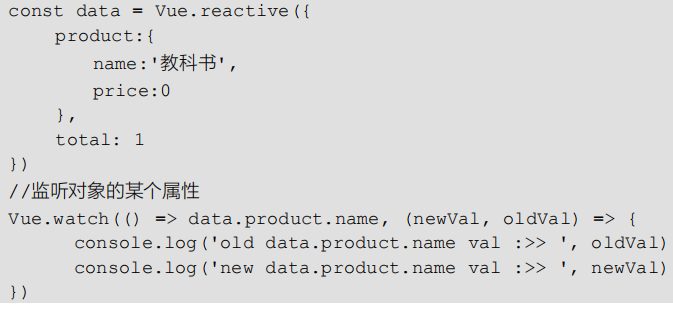 const data = Vue.reactive({
    product:{
       name:'教科书',
       price:0
    },
    total: 1
})
//监听对象的某个属性
Vue.watch(() => data.product.name, (newVal, oldVal) => {
      console.log('old data.product.name val :>> ', oldVal)
      console.log('new data.product.name val :>> ', newVal)
})